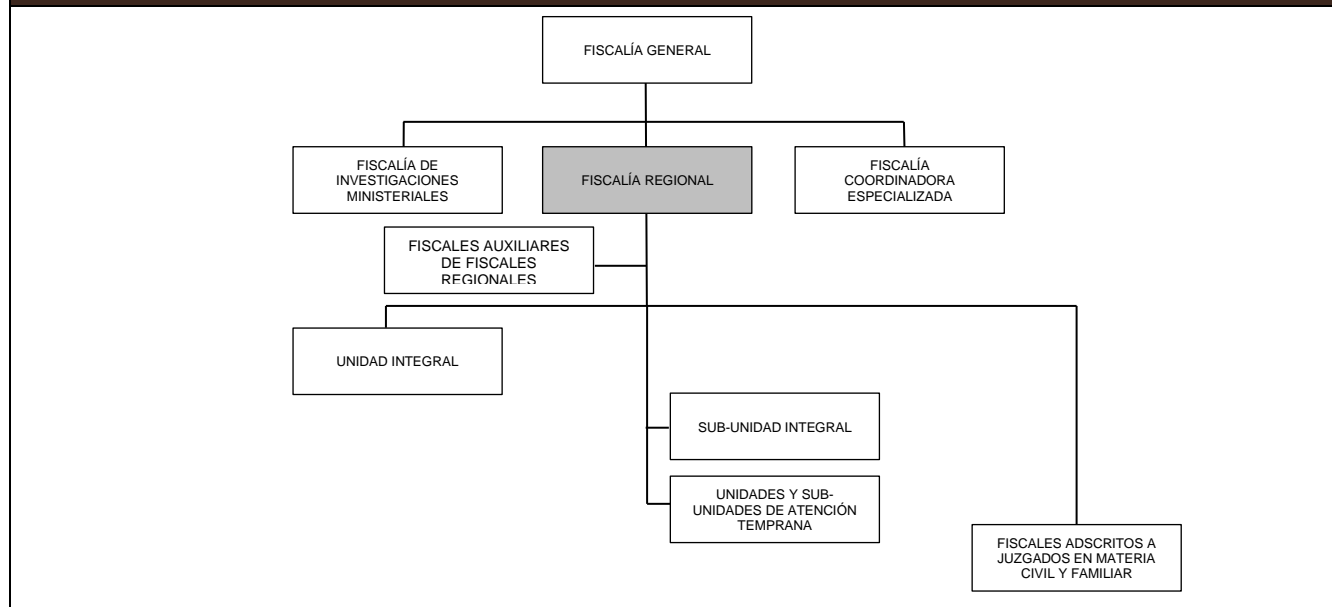 FISCALÍA GENERAL
FISCALÍA DE
INVESTIGACIONES
MINISTERIALES
FISCALÍA REGIONAL
FISCALÍA
COORDINADORA
ESPECIALIZADA
FISCALES AUXILIARES
DE FISCALES
REGIONALES
UNIDAD INTEGRAL
SUB-UNIDAD INTEGRAL
UNIDADES Y SUB-
UNIDADES DE ATENCIÓN
TEMPRANA
FISCALES ADSCRITOS A
JUZGADOS EN MATERIA
CIVIL Y FAMILIAR